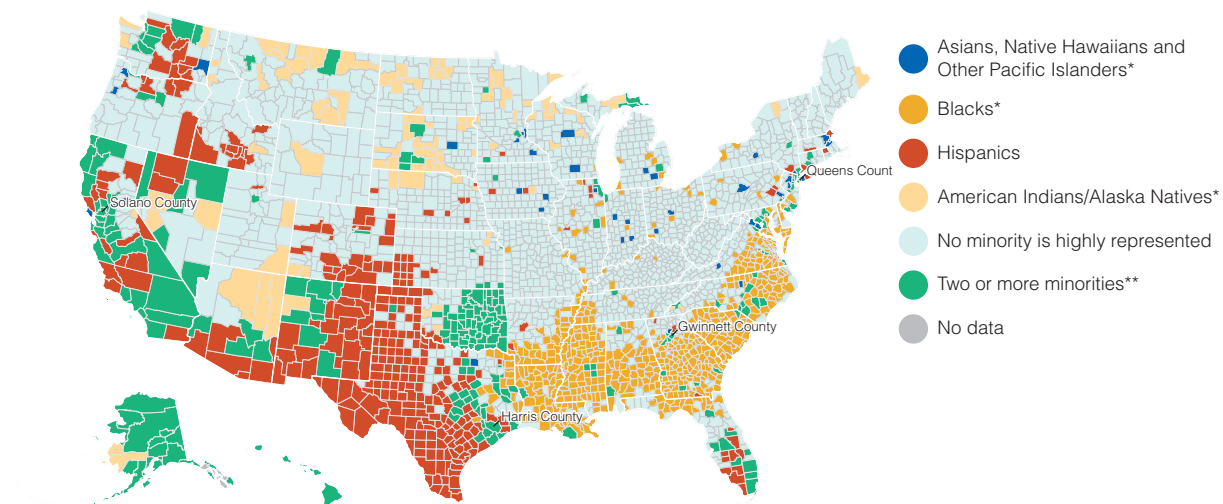 Asians, Native Hawaiians and
Other Pacific Islanders*
Blacks*
Hispanics
American Indians/Alaska Natives*
No minority is highly represented
Two or more minorities**
No data
Queens Count
Solano County
Gwinnett County
Harris County